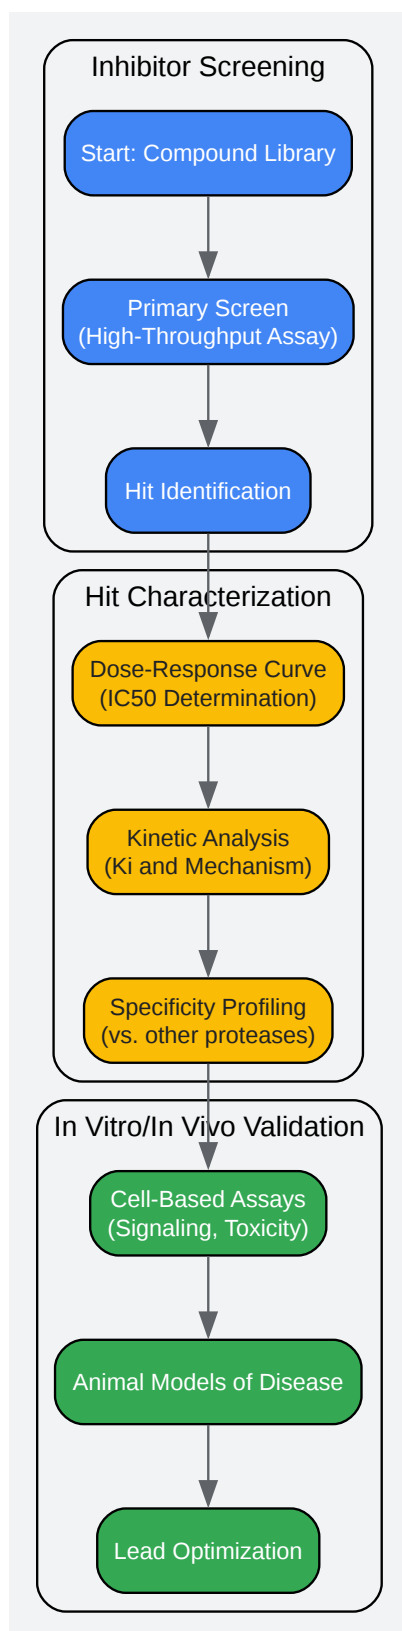 Inhibitor Screening
Start: Compound Library
Primary Screen
(High-Throughput Assay)
Hit Identification
Hit Characterization
Dose-Response Curve
(IC50 Determination)
Kinetic Analysis
(Ki and Mechanism)
Specificity Profiling
(vs. other proteases)
In Vitro/In Vivo Validation
Cell-Based Assays
(Signaling, Toxicity)
Animal Models of Disease
Lead Optimization